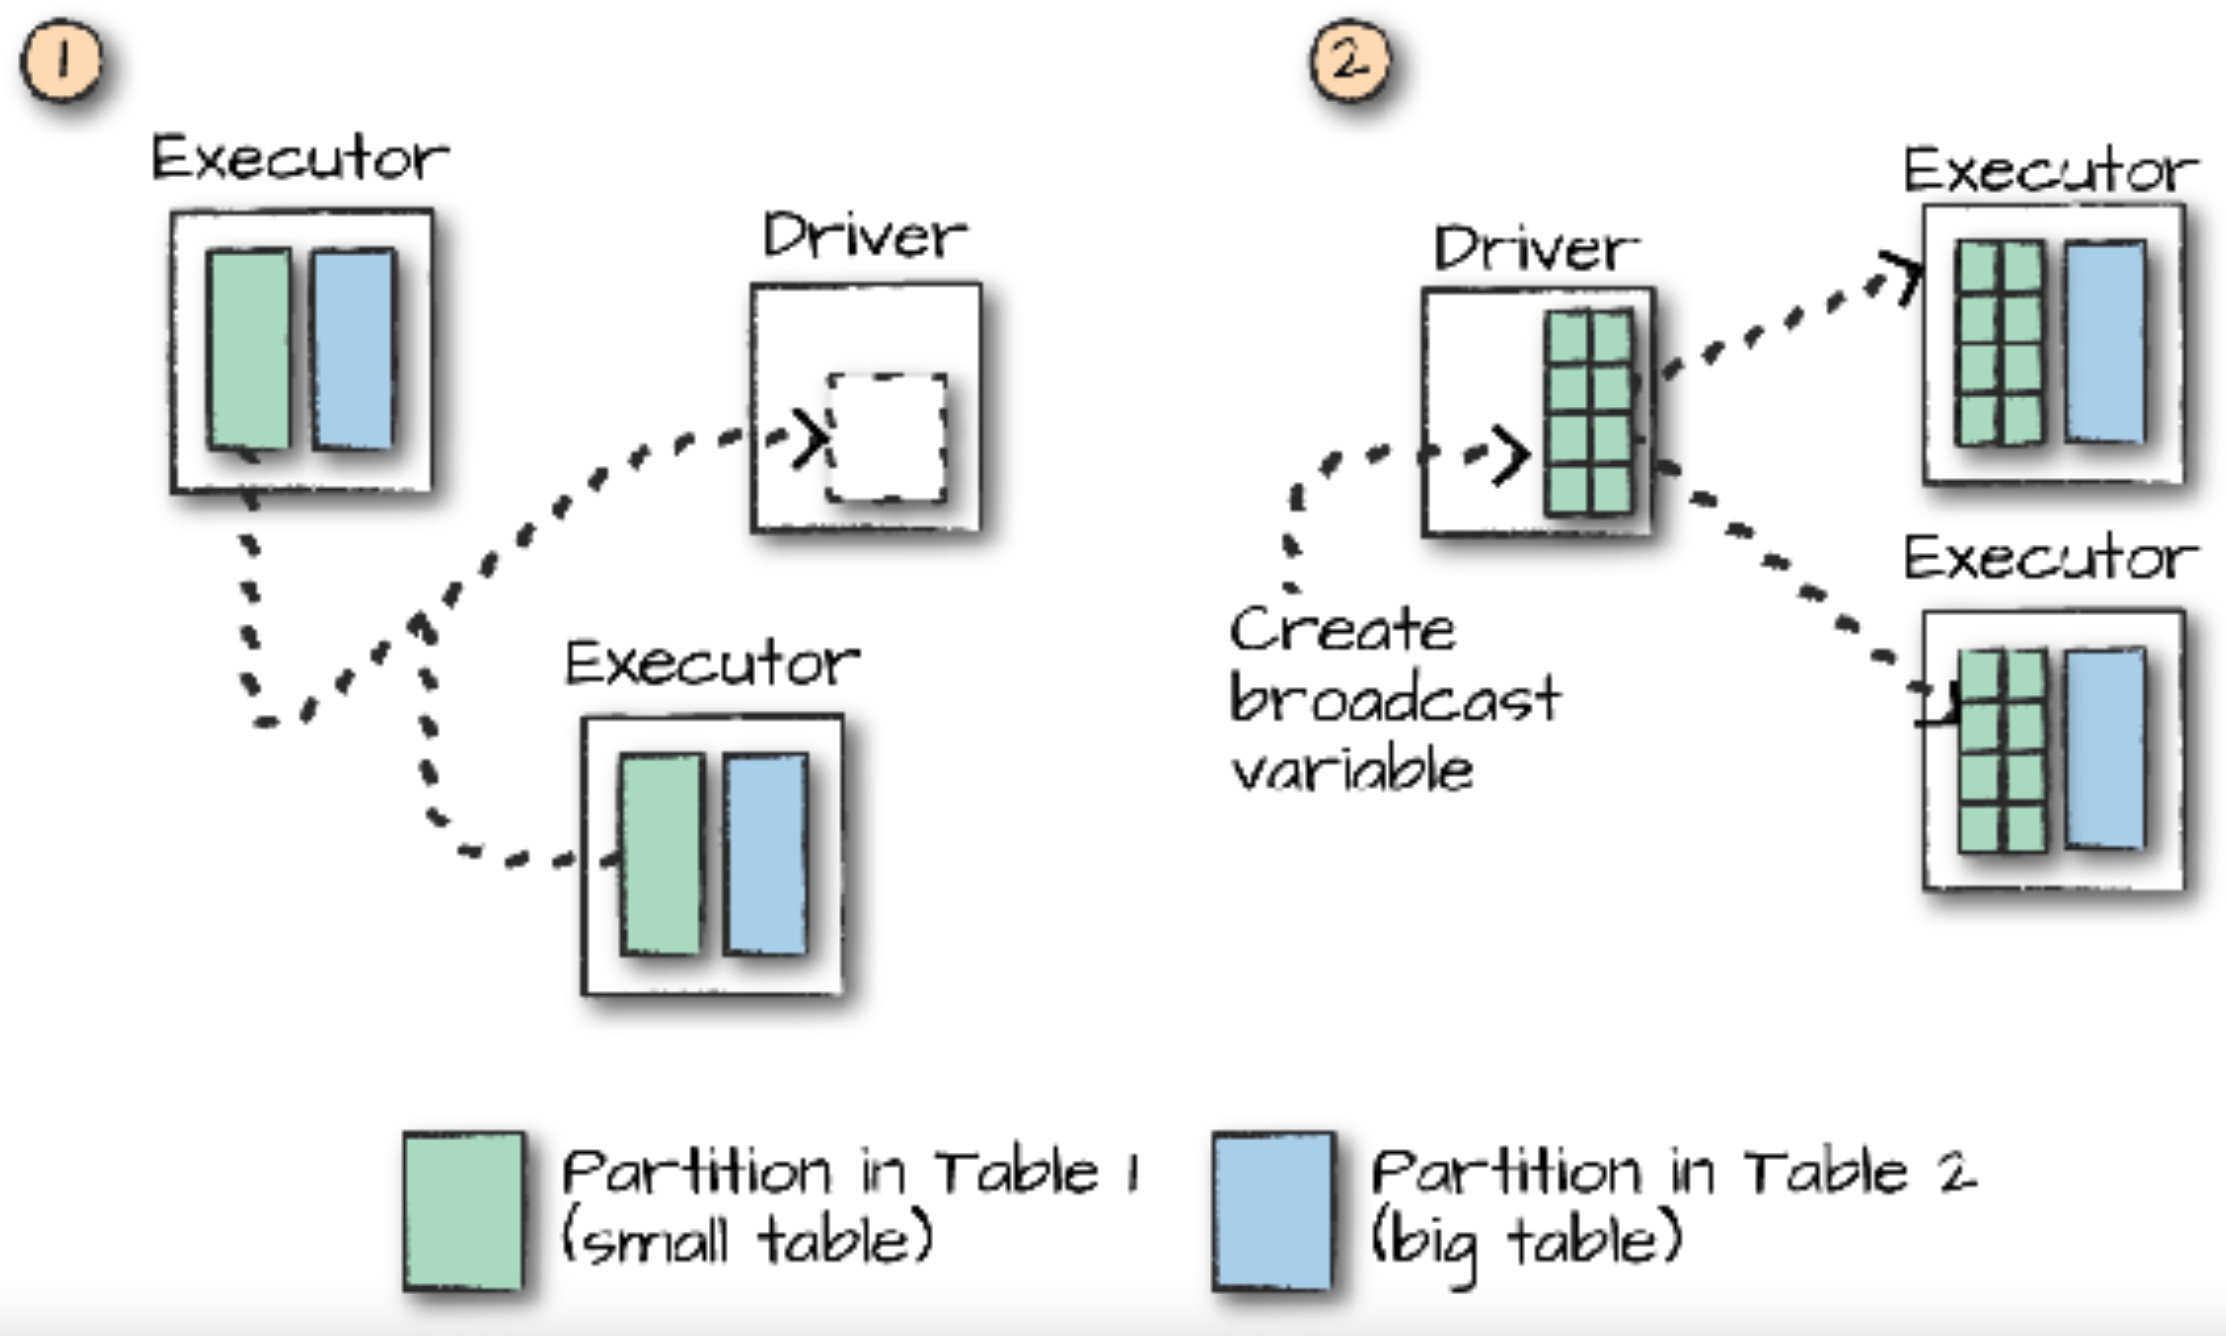 1
Executor
Driver
Executor
2
Driver
Executor
Executor
Create
broadcast
variable
Partition in Table 1
(small table)
Partition in Table 2
(big table)